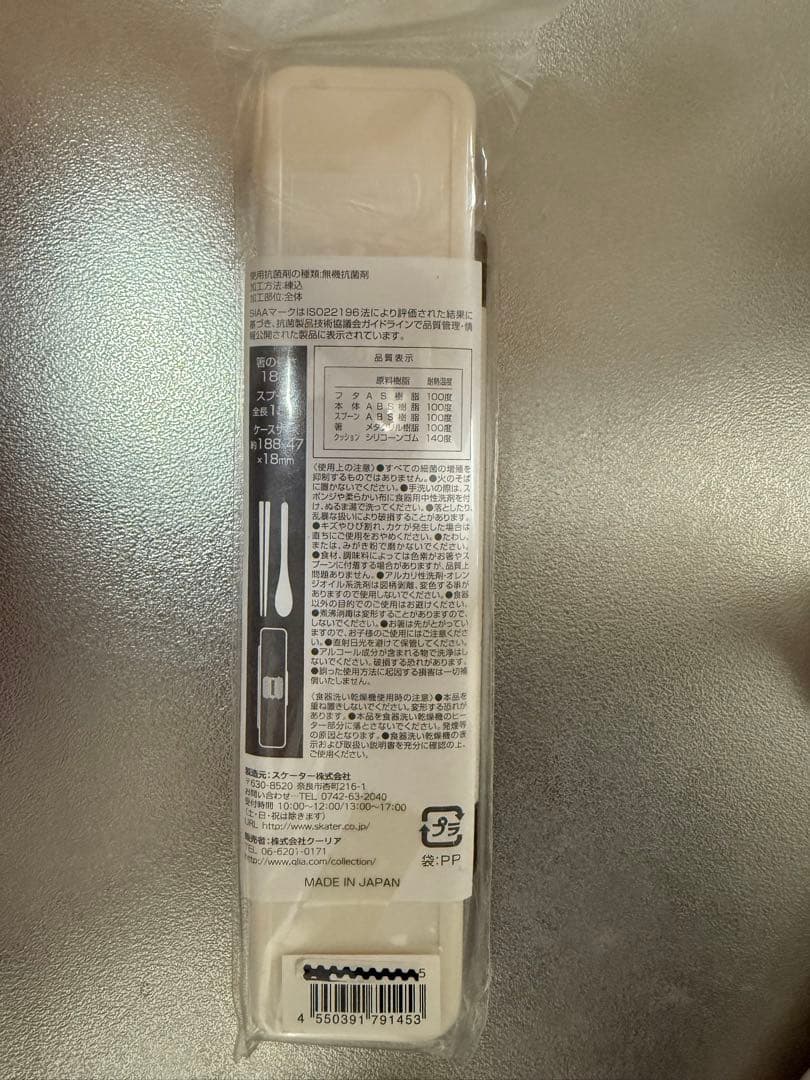 使用抗菌剤の種類:無機抗菌剤
加工方法:練込
加工部位:全体
SIAAマークはISO22196法により評価された結果に
基づき、抗菌製品技術協議会ガイドラインで品質管理・情
報公開された製品に表示されています。
箸の長さ
18
スプーン
全長1
ケースサイズ
約188×47
×18mm
品質表示
原料樹脂 耐熱温度
フタ AS樹脂 100度
本体 ABS樹脂 100度
スプーン ABS樹脂 100度
箸 メタクリル樹脂 100度
クッション シリコーンゴム 140度
〈使用上の注意〉●すべての細菌の増殖を
抑制するものではありません。●火のそば
に置かないでください。●手洗いの際は、ス
ポンジや柔らかい布に食器用中性洗剤を付
け、ぬるま湯で洗ってください。●落としたり、
乱暴な扱いにより破損することがあります。
●キズやひび割れ、カケが発生した場合は
直ちにご使用をおやめください。●たわし、
または、みがき粉で磨かないでください。
●食材、調味料によっては色素がお箸やス
プーンに付着する場合がありますが、品質上
問題ありません。●アルカリ性洗剤・オレン
ジオイル系洗剤は図柄剥離、変色する事が
ありますので使用しないでください。●食器
以外の目的でのご使用はお避けください。
●煮沸消毒は変形することがありますので、
しないでください。●お箸は先がとがってい
ますので、お子様のご使用にはご注意くださ
い。●直射日光を避けて保管してください。
●アルコール成分が含まれる物で洗浄はし
ないでください。破損する恐れがあります。
●誤った使用方法に起因する損害は一切補
償いたしません。
〈食器洗い乾燥機使用時の注意〉●本品を
重ね置きしないでください。変形する恐れが
あります。●本品を食器洗い乾燥機のヒー
ター部分に落とさないでください。発煙等
の原因となります。●食器洗い乾燥機の表
示および取扱い説明書を充分に確認の上、
ご使用ください。
製造元:スケーター株式会社
〒630-8520 奈良市杏町216-1
お問い合わせ…TEL 0742-63-2040
受付時間 10:00〜12:00/13:00〜17:00
(土・日・祝は除きます)
URL http://www.skater.co.jp/
販売者:株式会社クーリア
TEL 06-6201-0171
http://www.qlia.com/collection/
プラ
袋:PP
MADE IN JAPAN
5
4 550391 791453